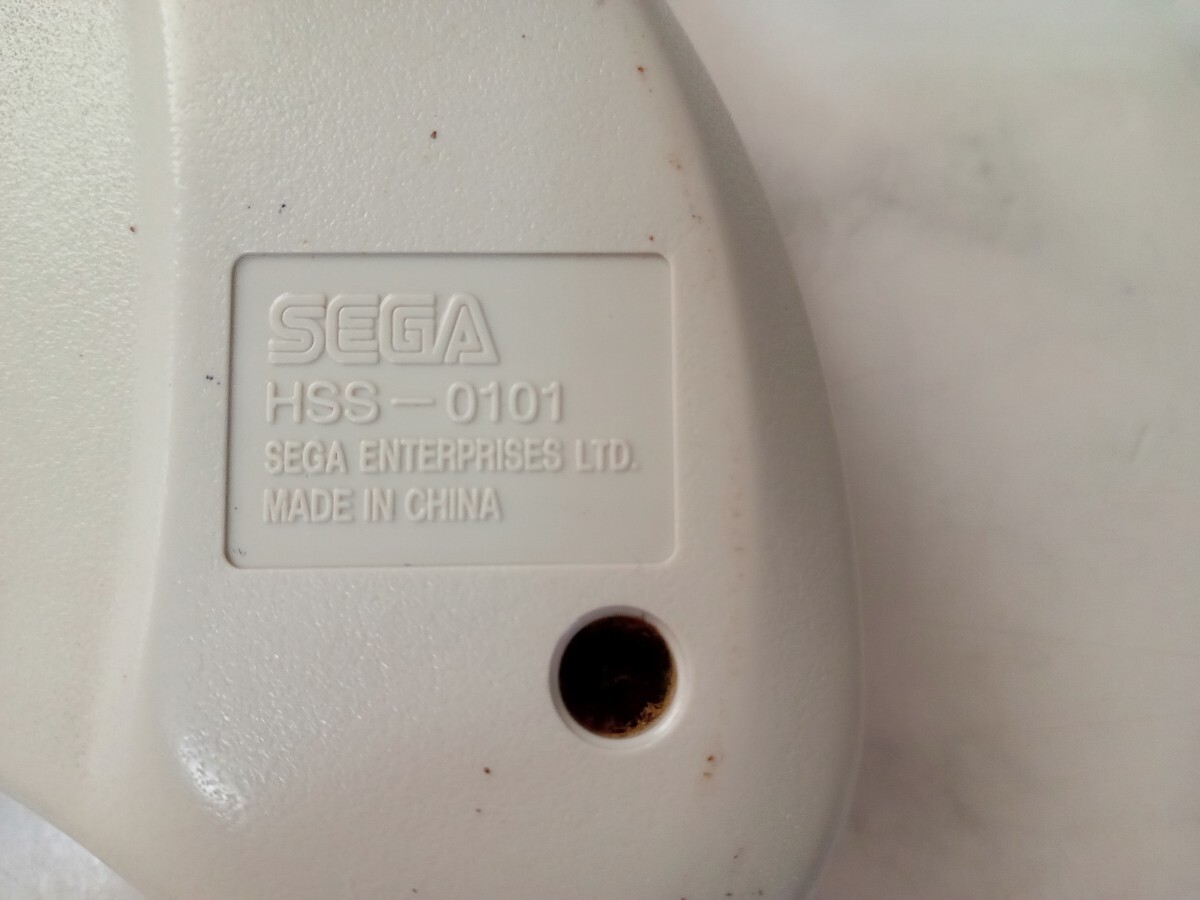 SEGA
HSS-0101
SEGA ENTERPRISES LTD.
MADE IN CHINA